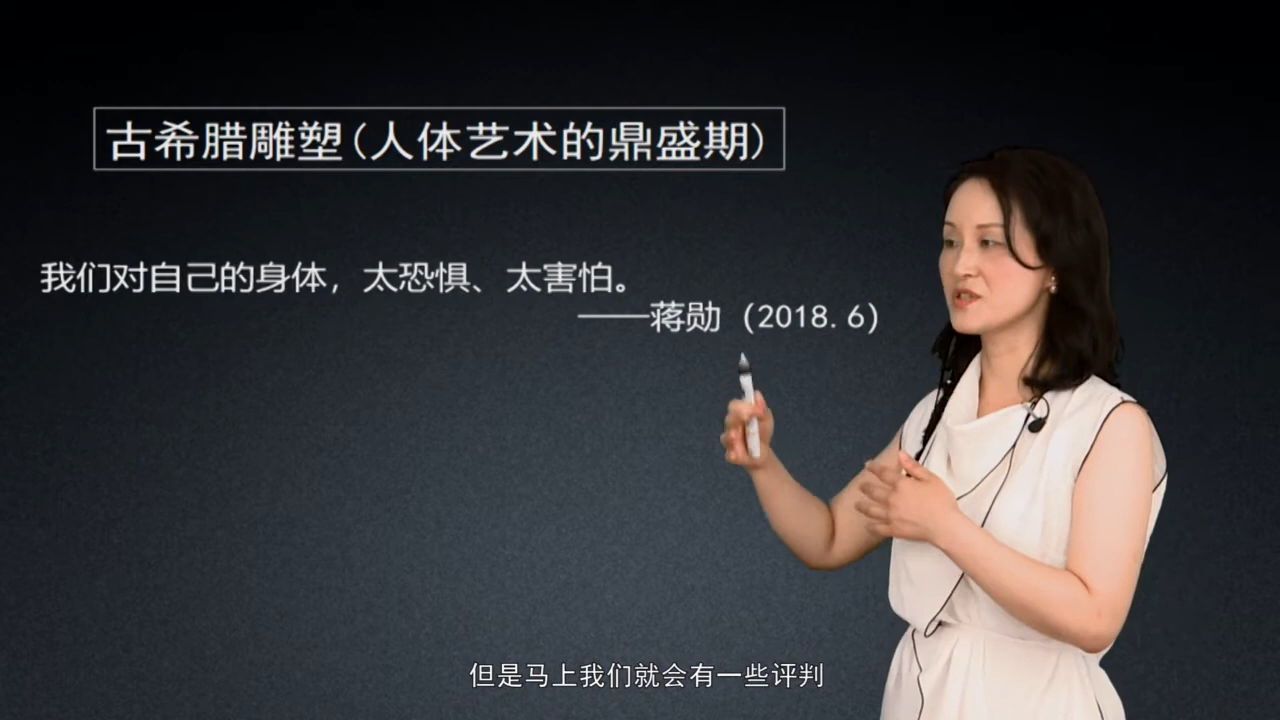 古希腊雕塑(人体艺术的鼎盛期)
我们对自己的身体，太恐惧、太害怕。
——蒋勋（2018.6）
但是马上我们就会有一些评判